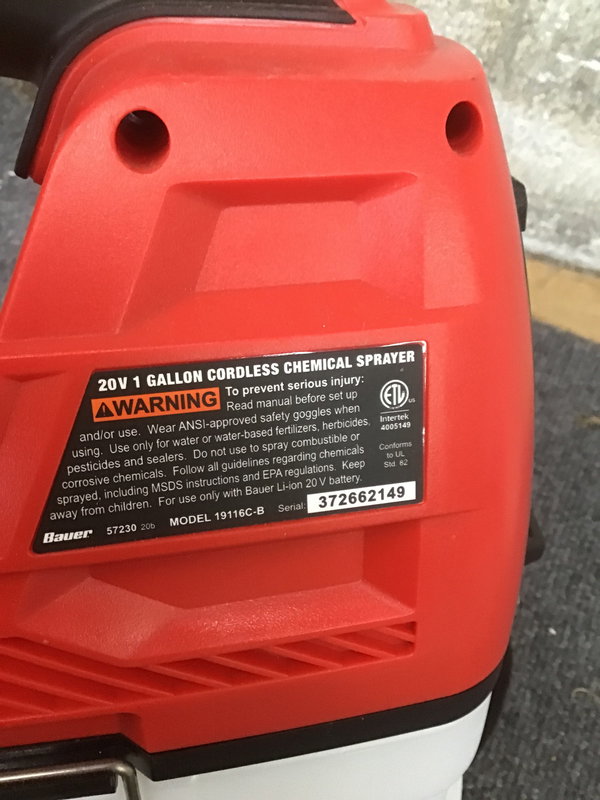 20V 1 GALLON CORDLESS CHEMICAL SPRAYER
WARNING To prevent serious injury:
Read manual before set up
and/or use. Wear ANSI-approved safety goggles when
using. Use only for water or water-based fertilizers, herbicides,
pesticides and sealers. Do not use to spray combustible or
corrosive chemicals. Follow all guidelines regarding chemicals
sprayed, including MSDS instructions and EPA regulations. Keep
away from children. For use only with Bauer Li-ion 20 V battery.
ETL US
Intertek
4005149
Conforms
to UL
Std. 82
Bauer 57230 20b MODEL 19116C-B Serial: 372662149